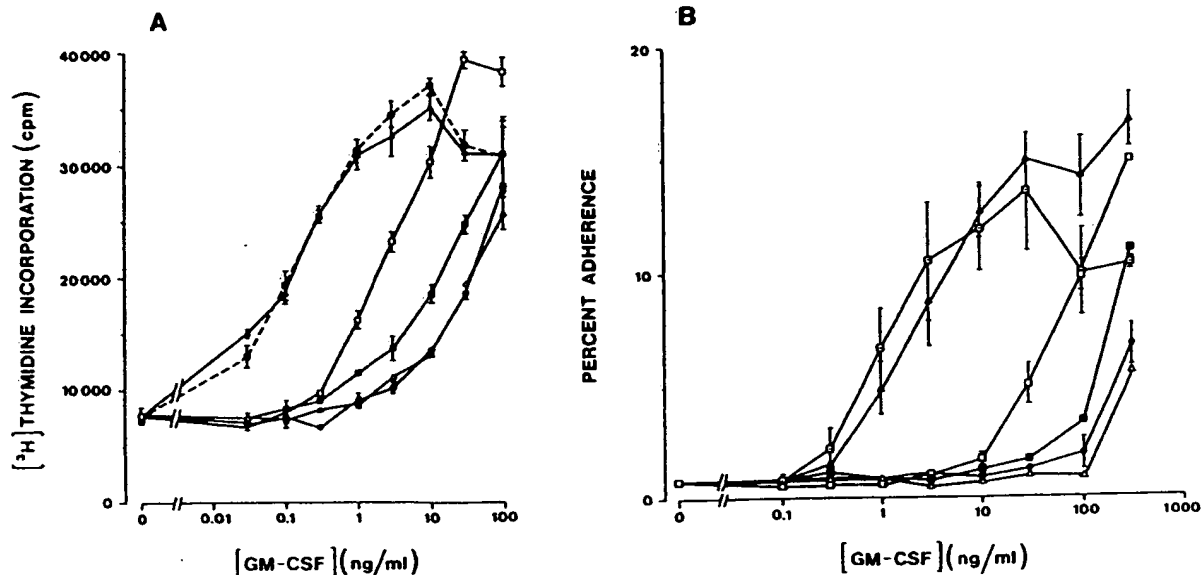 A
40000
30000
20000
10000
0
[³H] THYMIDINE INCORPORATION (cpm)
0 0.01 0.1 1 10 100
[GM-CSF] (ng/ml)
B
20
10
0
PERCENT ADHERENCE
0 0.1 1 10 100 1000
[GM-CSF] (ng/ml)